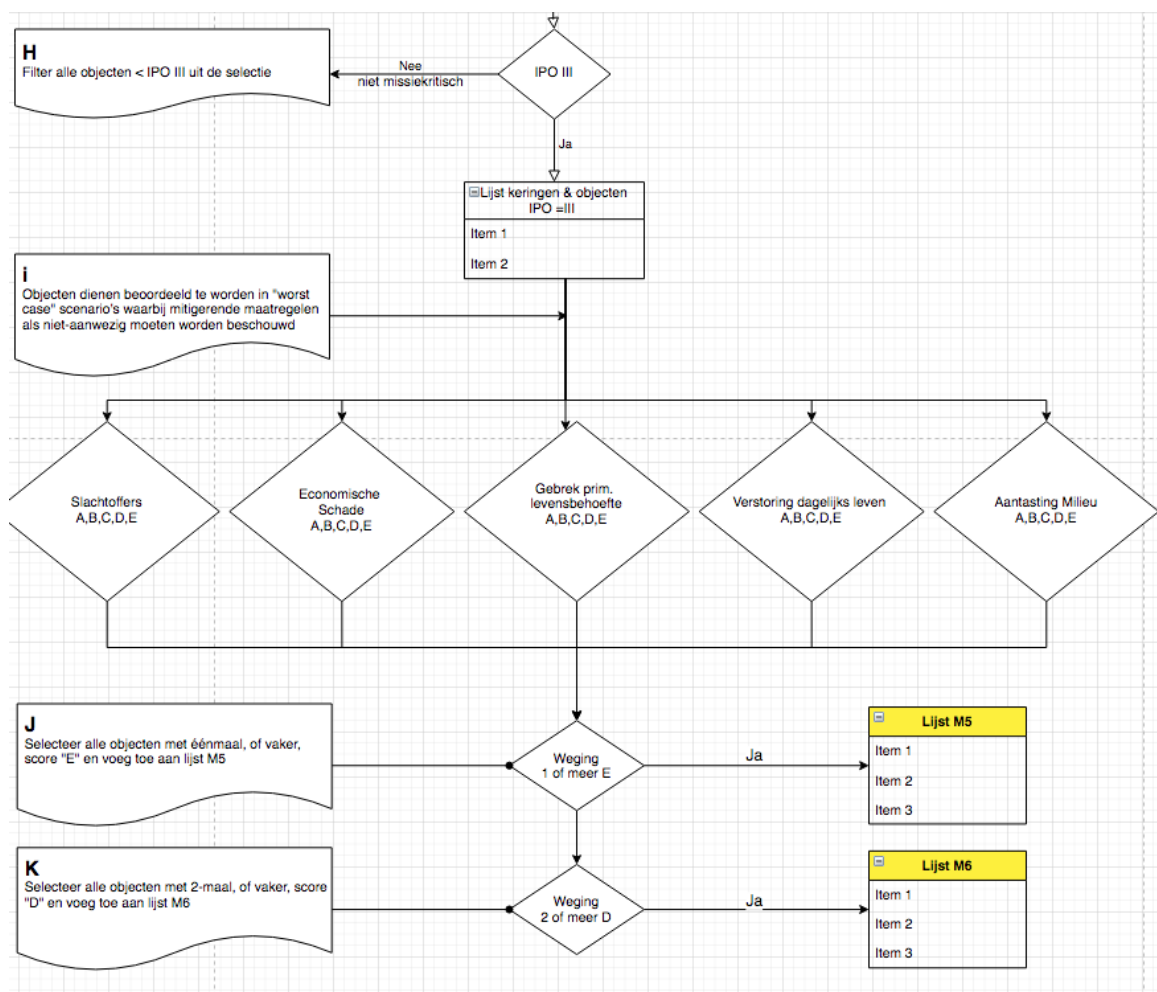 H
Filter alle objecten < IPO III uit de selectie
Nee
niet missiekritisch
IPO III
Ja
Lijst keringen & objecten
IPO =III
Item 1
Item 2
i
Objecten dienen beoordeeld te worden in "worst
case" scenario's waarbij mitigerende maatregelen
als niet-aanwezig moeten worden beschouwd
Slachtoffers
A,B,C,D,E
Economische
Schade
A,B,C,D,E
Gebrek prim.
levensbehoefte
A,B,C,D,E
Verstoring dagelijks leven
A,B,C,D,E
Aantasting Milieu
A,B,C,D,E
J
Selecteer alle objecten met éénmaal, of vaker,
score "E" en voeg toe aan lijst M5
Weging
1 of meer E
Ja
Lijst M5
Item 1
Item 2
Item 3
K
Selecteer alle objecten met 2-maal, of vaker, score
"D" en voeg toe aan lijst M6
Weging
2 of meer D
Ja
Lijst M6
Item 1
Item 2
Item 3